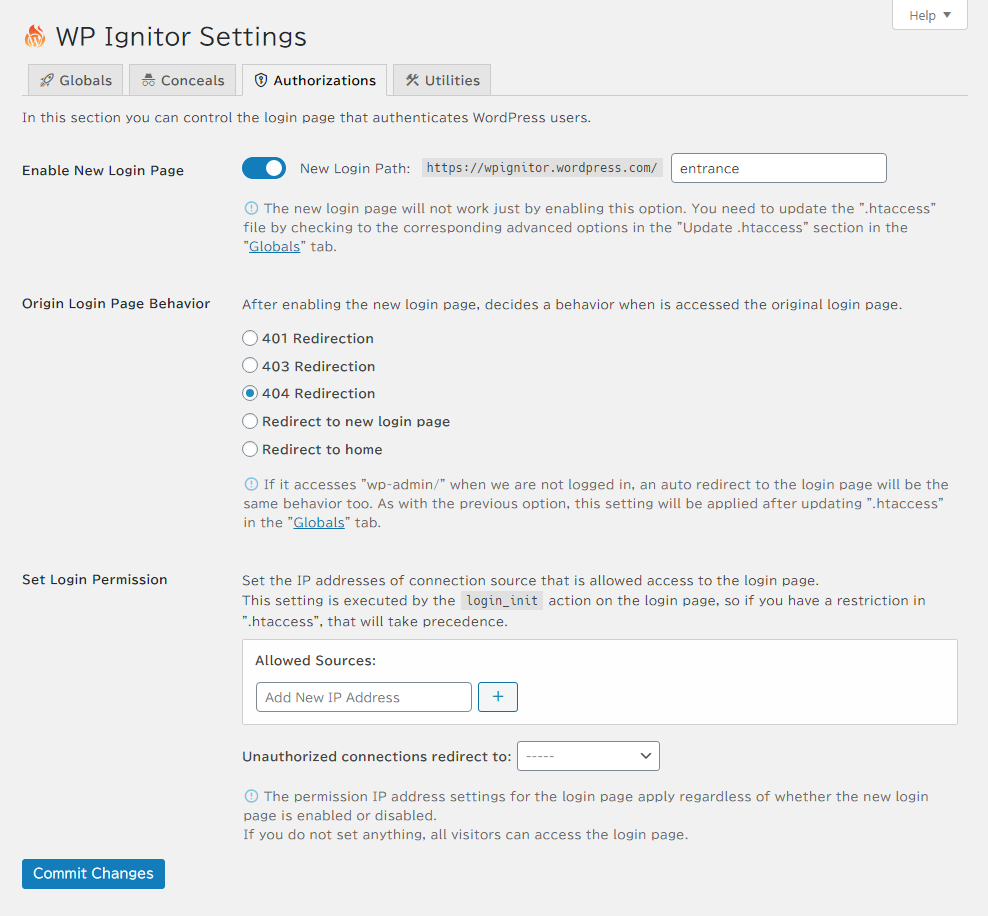 Help ▼
WP Ignitor Settings
Globals
Conceals
Authorizations
Utilities
In this section you can control the login page that authenticates WordPress users.
Enable New Login Page
New Login Path: https://wpignitor.wordpress.com/ entrance
The new login page will not work just by enabling this option. You need to update the ".htaccess"
file by checking to the corresponding advanced options in the "Update .htaccess" section in the
"Globals" tab.
Origin Login Page Behavior
After enabling the new login page, decides a behavior when is accessed the original login page.
401 Redirection
403 Redirection
404 Redirection
Redirect to new login page
Redirect to home
If it accesses "wp-admin/" when we are not logged in, an auto redirect to the login page will be the
same behavior too. As with the previous option, this setting will be applied after updating ".htaccess"
in the "Globals" tab.
Set Login Permission
Set the IP addresses of connection source that is allowed access to the login page.
This setting is executed by the login_init action on the login page, so if you have a restriction in
".htaccess", that will take precedence.
Allowed Sources:
Add New IP Address +
Unauthorized connections redirect to: -----
The permission IP address settings for the login page apply regardless of whether the new login
page is enabled or disabled.
If you do not set anything, all visitors can access the login page.
Commit Changes